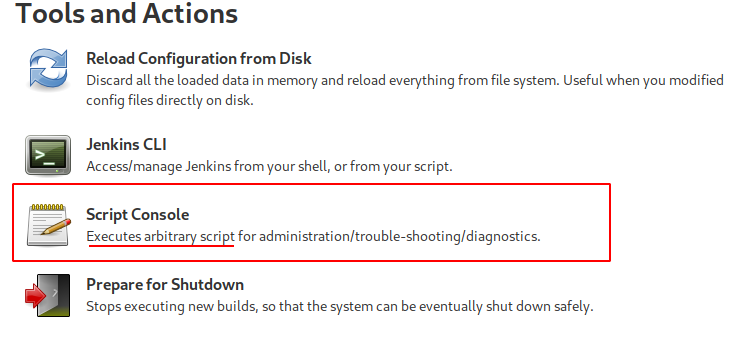 Tools and Actions
Reload Configuration from Disk
Discard all the loaded data in memory and reload everything from file system. Useful when you modified
config files directly on disk.
Jenkins CLI
Access/manage Jenkins from your shell, or from your script.
Script Console
Executes arbitrary script for administration/trouble-shooting/diagnostics.
Prepare for Shutdown
Stops executing new builds, so that the system can be eventually shut down safely.